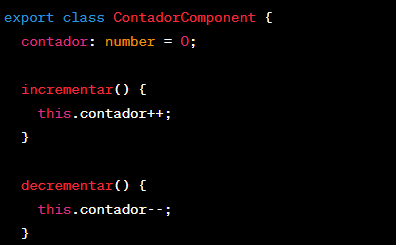 export class ContadorComponent {
  contador: number = 0;

  incrementar() {
    this.contador++;
  }

  decrementar() {
    this.contador--;
  }